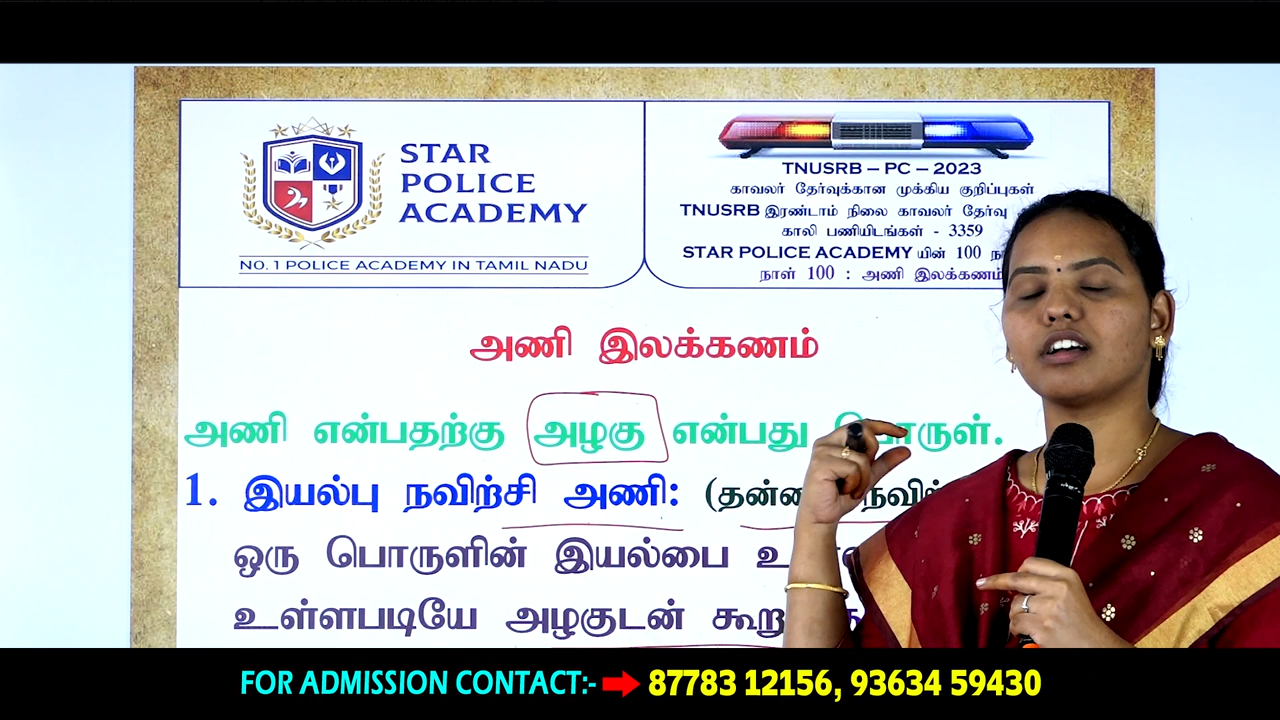 STAR
POLICE
ACADEMY
NO. 1 POLICE ACADEMY IN TAMIL NADU
TNUSRB – PC – 2023
காவலர் தேர்வுக்கான முக்கிய குறிப்புகள்
TNUSRB இரண்டாம் நிலை காவலர் தேர்வு
காலி பணியிடங்கள் - 3359
STAR POLICE ACADEMY யின் 100
நாள் 100 : அணி இலக்கணம்
அணி இலக்கணம்
அணி என்பதற்கு அழகு என்பது பொருள்.
1. இயல்பு நவிற்சி அணி:
ஒரு பொருளின் இயல்பை
உள்ளபடியே அழகுடன்
FOR ADMISSION CONTACT:- 87783 12156, 93634 59430